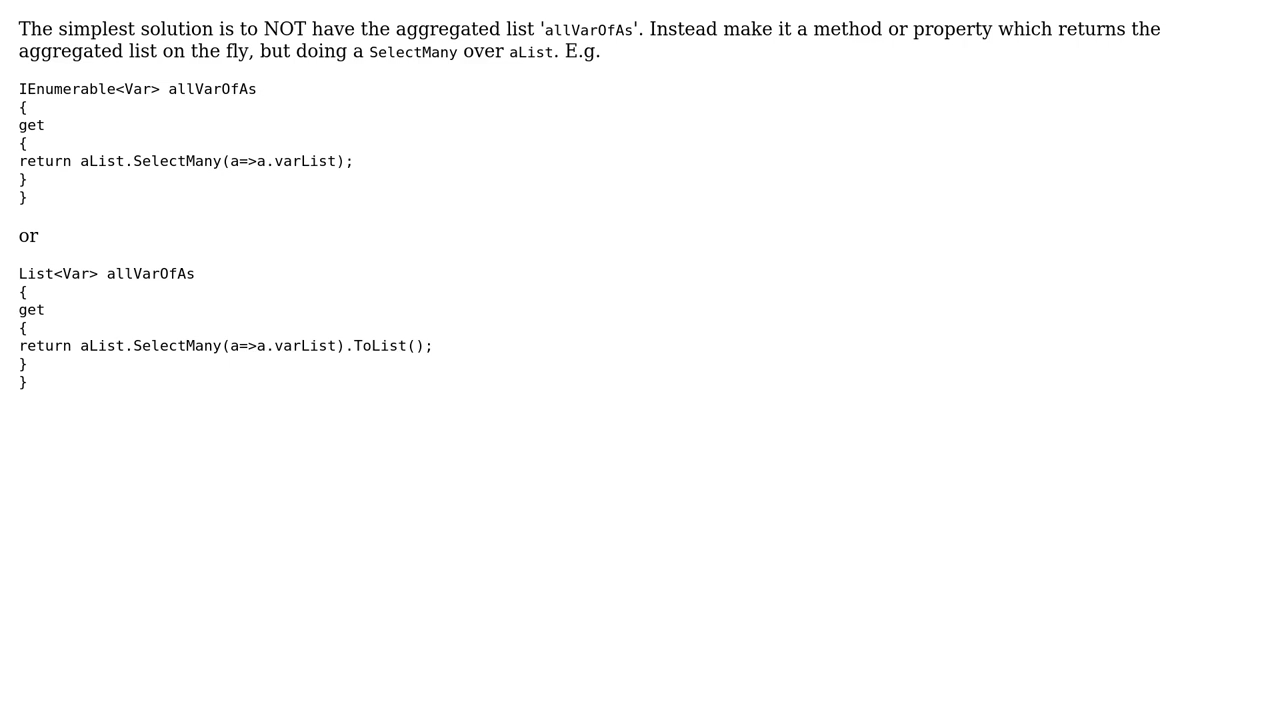 The simplest solution is to NOT have the aggregated list 'allVarOfAs'. Instead make it a method or property which returns the
aggregated list on the fly, but doing a SelectMany over aList. E.g.
IEnumerable<Var> allVarOfAs
{
get
{
return aList.SelectMany(a=>a.varList);
}
}
or
List<Var> allVarOfAs
{
get
{
return aList.SelectMany(a=>a.varList).ToList();
}
}